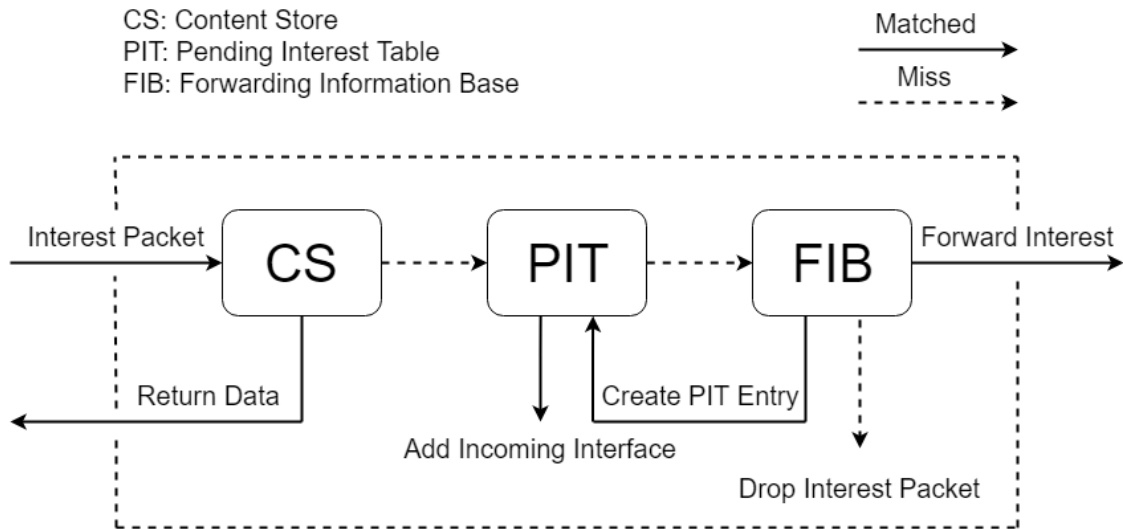 CS: Content Store
PIT: Pending Interest Table
FIB: Forwarding Information Base
Matched
Miss
Interest Packet
CS
PIT
FIB
Forward Interest
Return Data
Create PIT Entry
Add Incoming Interface
Drop Interest Packet